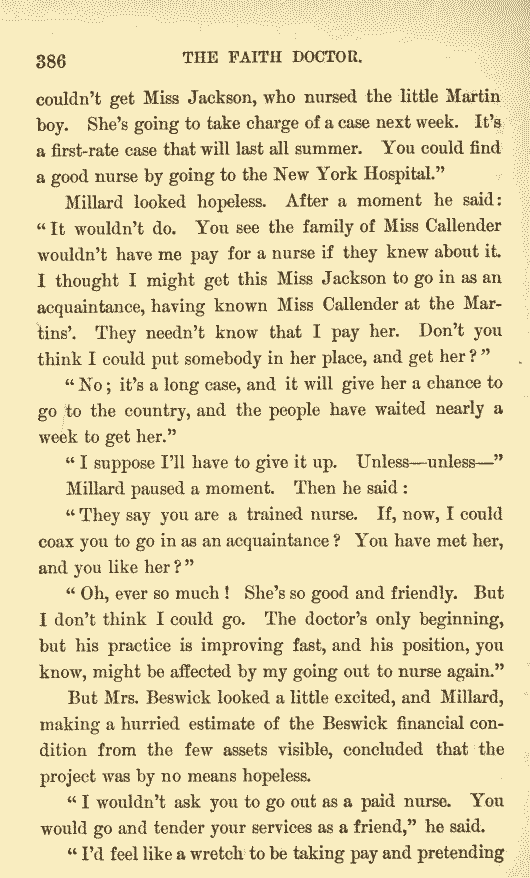 386 THE FAITH DOCTOR.
couldn't get Miss Jackson, who nursed the little Martin
boy. She's going to take charge of a case next week. It's
a first-rate case that will last all summer. You could find
a good nurse by going to the New York Hospital."
Millard looked hopeless. After a moment he said:
"It wouldn't do. You see the family of Miss Callender
wouldn't have me pay for a nurse if they knew about it.
I thought I might get this Miss Jackson to go in as an
acquaintance, having known Miss Callender at the Mar-
tins'. They needn't know that I pay her. Don't you
think I could put somebody in her place, and get her?"
"No; it's a long case, and it will give her a chance to
go to the country, and the people have waited nearly a
week to get her."
"I suppose I'll have to give it up. Unless—unless—"
Millard paused a moment. Then he said:
"They say you are a trained nurse. If, now, I could
coax you to go in as an acquaintance? You have met her,
and you like her?"
"Oh, ever so much! She's so good and friendly. But
I don't think I could go. The doctor's only beginning,
but his practice is improving fast, and his position, you
know, might be affected by my going out to nurse again."
But Mrs. Beswick looked a little excited, and Millard,
making a hurried estimate of the Beswick financial con-
dition from the few assets visible, concluded that the
project was by no means hopeless.
"I wouldn't ask you to go out as a paid nurse. You
would go and tender your services as a friend," he said.
"I'd feel like a wretch to be taking pay and pretending